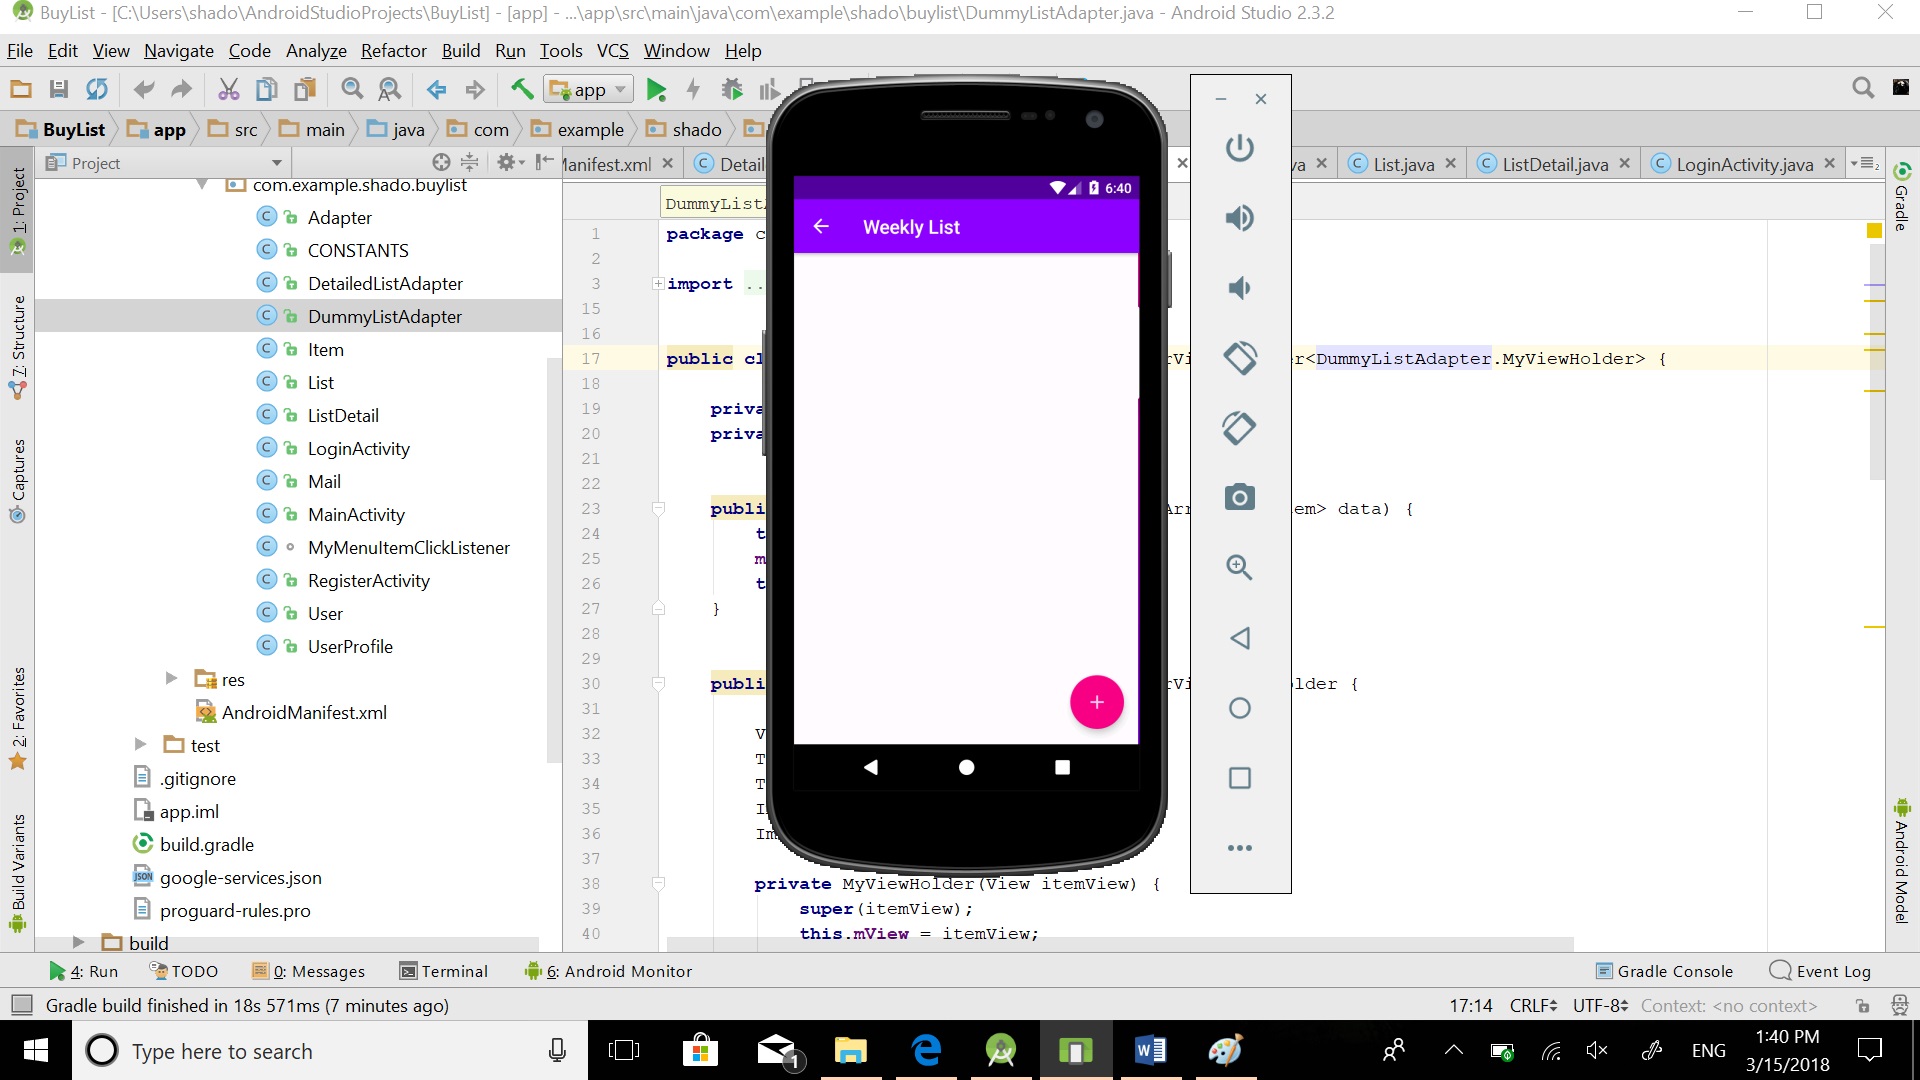 BuyList - [C:\Users\shado\AndroidStudioProjects\BuyList] - [app] - ...\app\src\main\java\com\example\shado\buylist\DummyListAdapter.java - Android Studio 2.3.2
File Edit View Navigate Code Analyze Refactor Build Run Tools VCS Window Help
app
BuyList app src main java com example shado
Project
Manifest.xml Detail va List.java ListDetail.java LoginActivity.java
1: Project
7: Structure
Captures
2: Favorites
Build Variants
com.example.shado.buylist
Adapter
CONSTANTS
DetailedListAdapter
DummyListAdapter
Item
List
ListDetail
LoginActivity
Mail
MainActivity
MyMenuItemClickListener
RegisterActivity
User
UserProfile
res
AndroidManifest.xml
test
.gitignore
app.iml
build.gradle
google-services.json
proguard-rules.pro
build
DummyListA
1 package c
2
3 import ..
15
16
17 public cl rVi er<DummyListAdapter.MyViewHolder> {
18
19 priva
20 priva
21
22
23 publi Arr em> data) {
24 t
25 m
26 t
27 }
28
29
30 publi rVi lder {
31
32 V
33 T
34 T
35 I
36 Im
37
38 private MyViewHolder(View itemView) {
39 super(itemView);
40 this.mView = itemView;
6:40
Weekly List
Gradle
Android Model
4: Run TODO 0: Messages Terminal 6: Android Monitor Gradle Console Event Log
Gradle build finished in 18s 571ms (7 minutes ago) 17:14 CRLF UTF-8 Context: <no context>
Type here to search
1
ENG
1:40 PM
3/15/2018